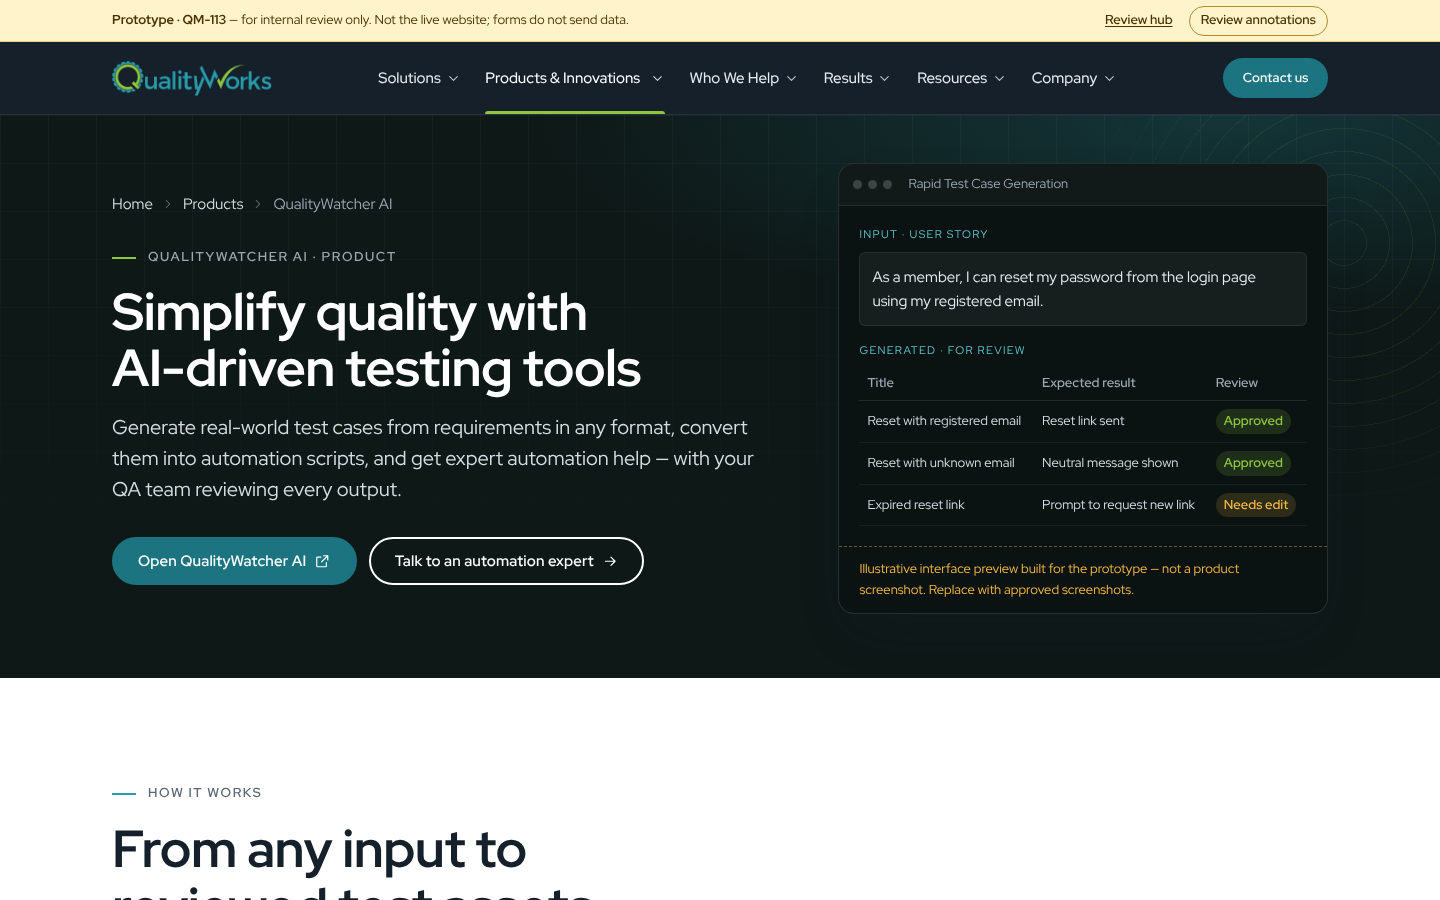 Prototype · QM-113 — for internal review only. Not the live website; forms do not send data.
Review hub
Review annotations
QualityWorks
Solutions
Products & Innovations
Who We Help
Results
Resources
Company
Contact us
Home > Products > QualityWatcher AI
QUALITYWATCHER AI · PRODUCT
Simplify quality with
AI-driven testing tools
Generate real-world test cases from requirements in any format, convert
them into automation scripts, and get expert automation help — with your
QA team reviewing every output.
Open QualityWatcher AI
Talk to an automation expert →
Rapid Test Case Generation
INPUT · USER STORY
As a member, I can reset my password from the login page
using my registered email.
GENERATED · FOR REVIEW
Title Expected result Review
Reset with registered email Reset link sent Approved
Reset with unknown email Neutral message shown Approved
Expired reset link Prompt to request new link Needs edit
Illustrative interface preview built for the prototype — not a product
screenshot. Replace with approved screenshots.
HOW IT WORKS
From any input to
reviewed test assets